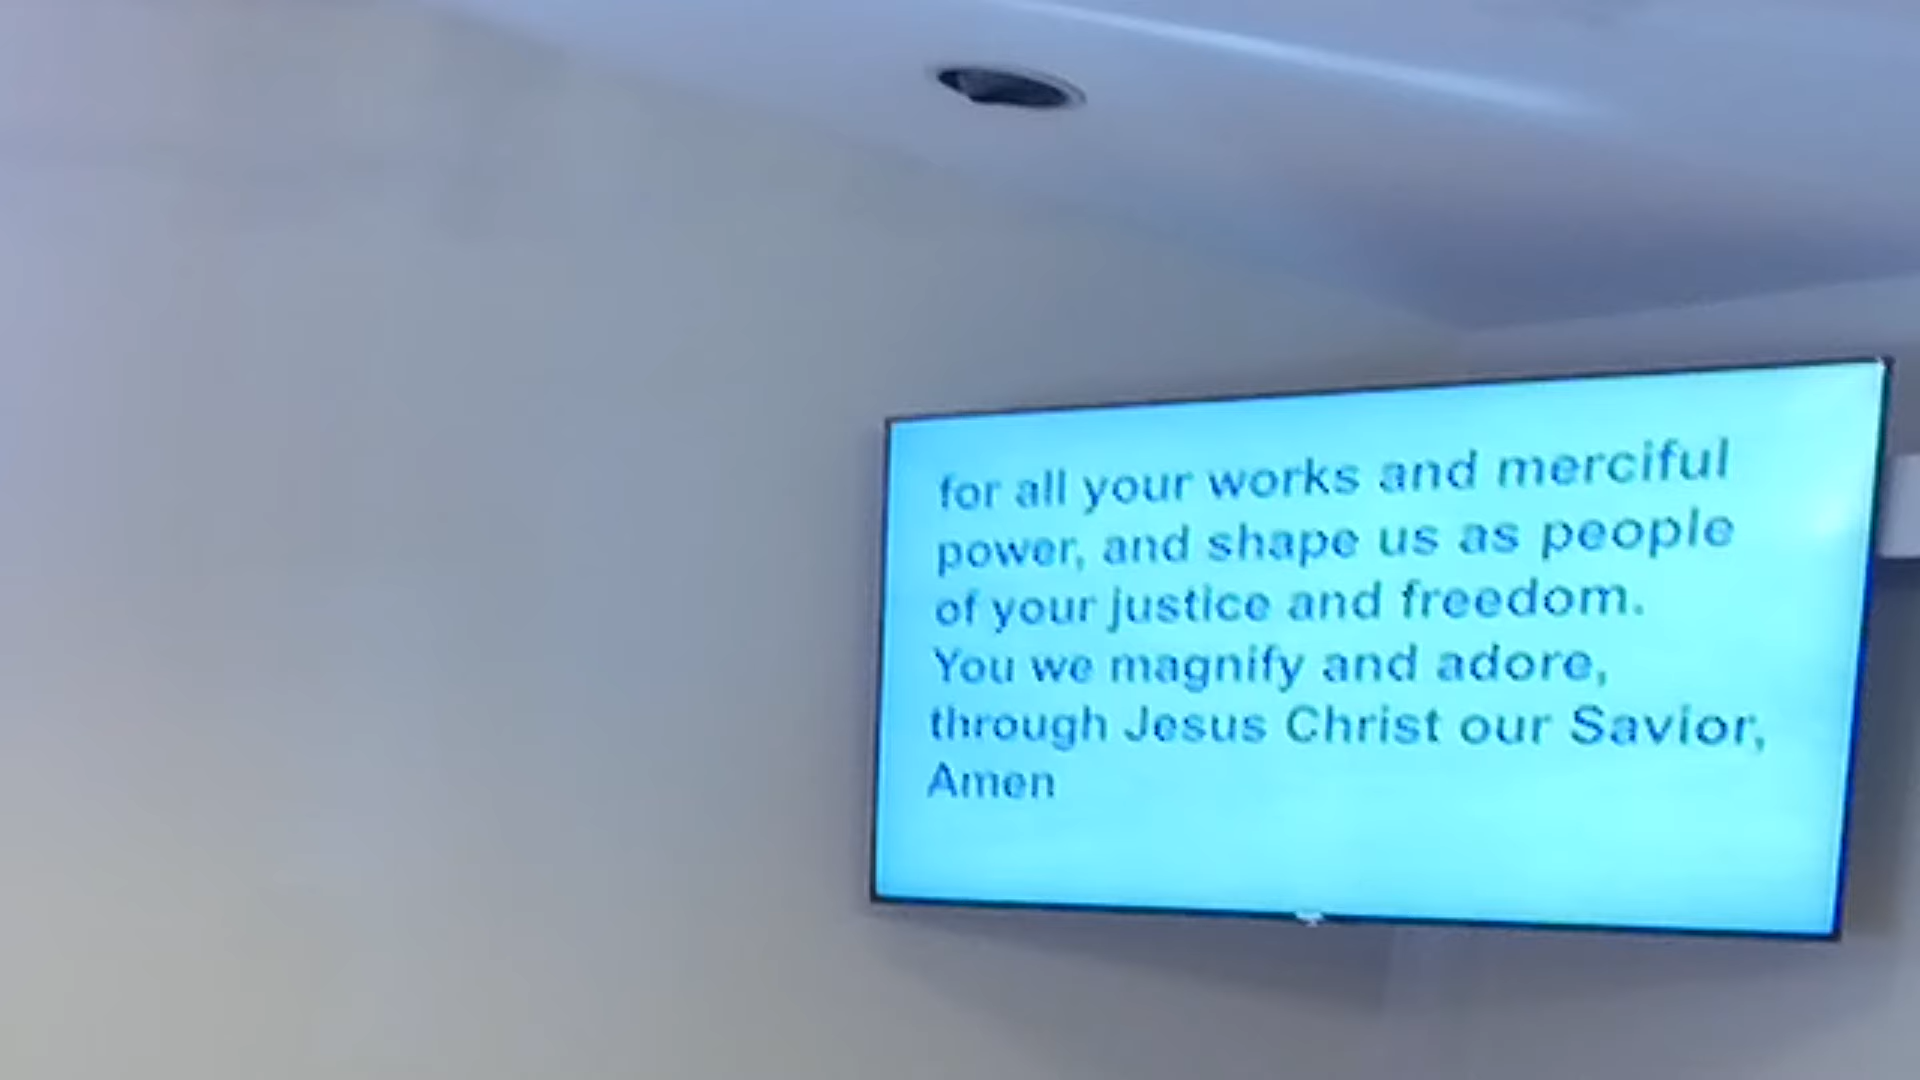 for all your works and merciful
power, and shape us as people
of your justice and freedom.
You we magnify and adore,
through Jesus Christ our Savior,
Amen